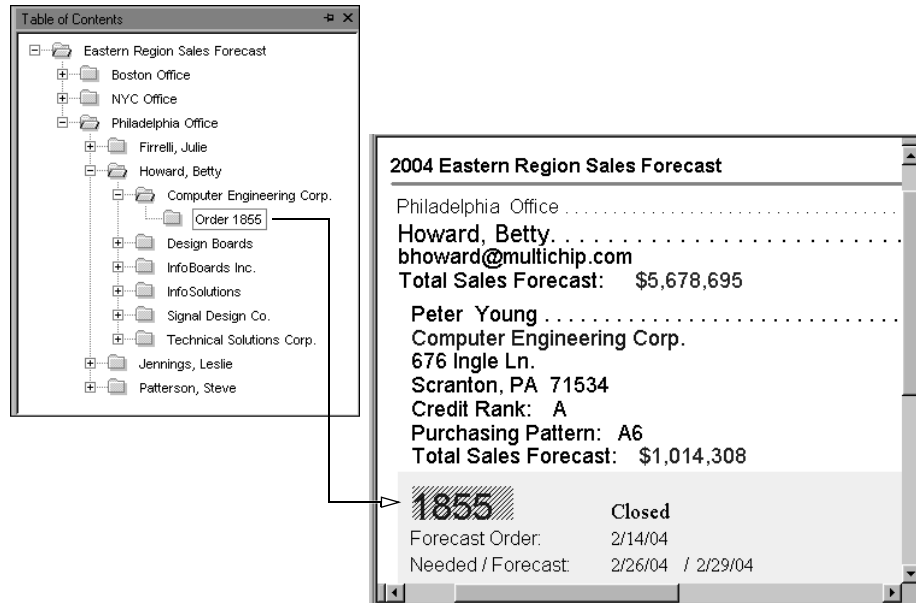 Table of Contents
Eastern Region Sales Forecast
Boston Office
NYC Office
Philadelphia Office
Firrelli, Julie
Howard, Betty
Computer Engineering Corp.
Order 1855
Design Boards
InfoBoards Inc.
InfoSolutions
Signal Design Co.
Technical Solutions Corp.
Jennings, Leslie
Patterson, Steve
2004 Eastern Region Sales Forecast
Philadelphia Office . . . . . . . . . . . . . . . . . . . . . . . . . . . . . . . . . .
Howard, Betty. . . . . . . . . . . . . . . . . . . . . . . .
bhoward@multichip.com
Total Sales Forecast: $5,678,695
Peter Young . . . . . . . . . . . . . . . . . . . . . . . . . . . . .
Computer Engineering Corp.
676 Ingle Ln.
Scranton, PA 71534
Credit Rank: A
Purchasing Pattern: A6
Total Sales Forecast: $1,014,308
1855 Closed
Forecast Order: 2/14/04
Needed / Forecast: 2/26/04 / 2/29/04